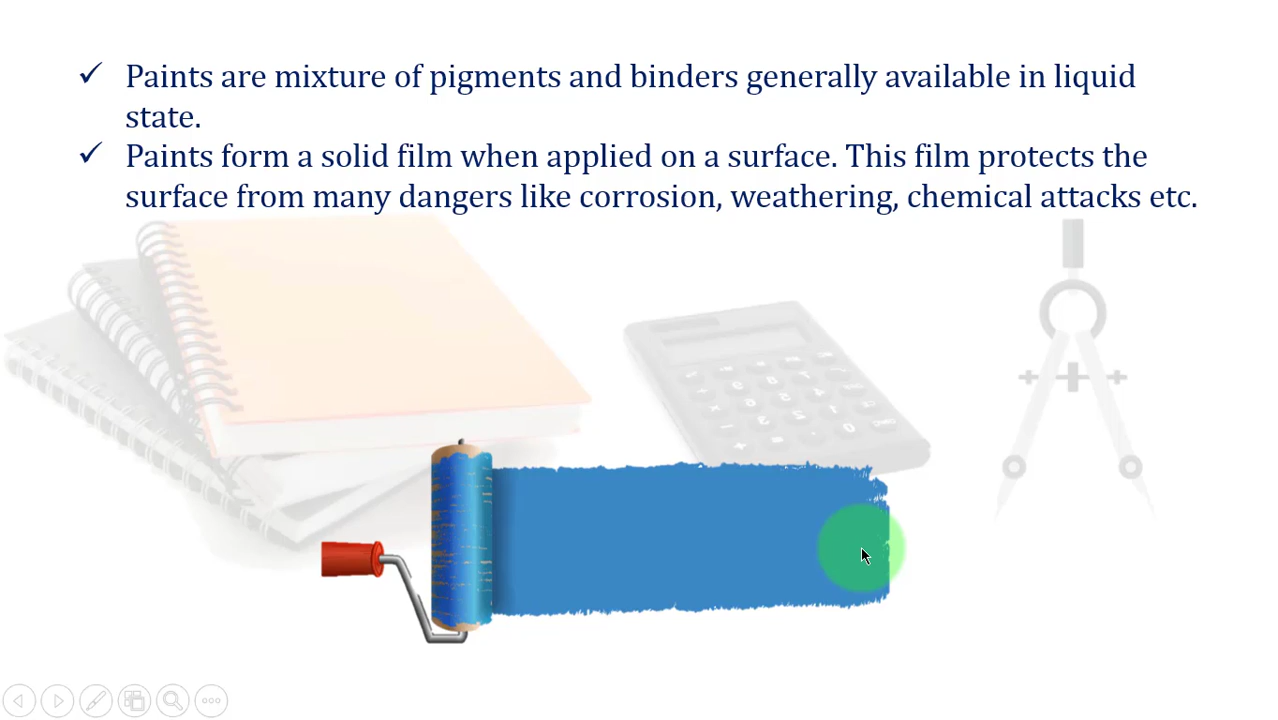 ✓ Paints are mixture of pigments and binders generally available in liquid
state.
✓ Paints form a solid film when applied on a surface. This film protects the
surface from many dangers like corrosion, weathering, chemical attacks etc.